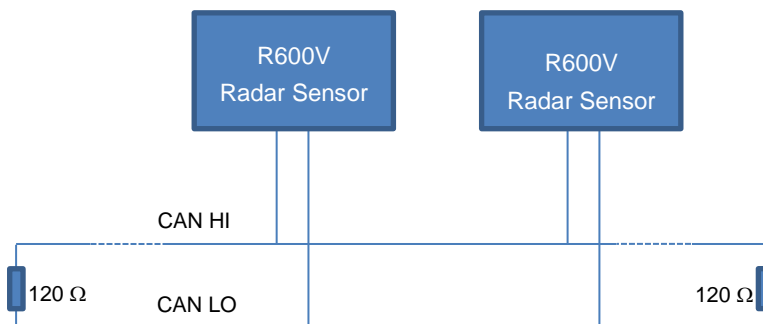 R600V
Radar Sensor
R600V
Radar Sensor
CAN HI
120 Ω
CAN LO
120 Ω